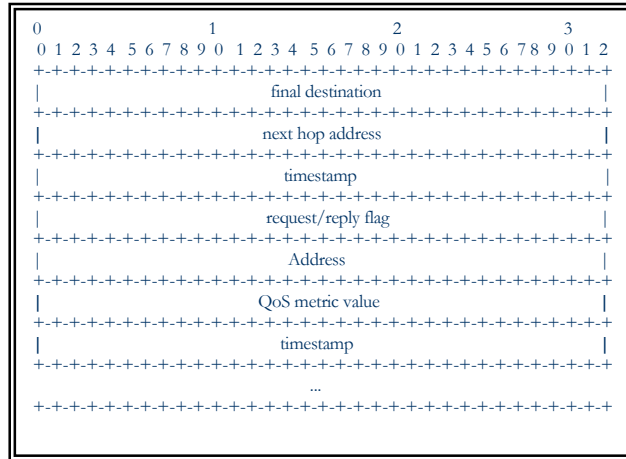 0 1 2 3
0 1 2 3 4 5 6 7 8 9 0 1 2 3 4 5 6 7 8 9 0 1 2 3 4 5 6 7 8 9 0 1 2
+-+-+-+-+-+-+-+-+-+-+-+-+-+-+-+-+-+-+-+-+-+-+-+-+-+-+-+-+-+-+-+-+
| final destination |
+-+-+-+-+-+-+-+-+-+-+-+-+-+-+-+-+-+-+-+-+-+-+-+-+-+-+-+-+-+-+-+-+
| next hop address |
+-+-+-+-+-+-+-+-+-+-+-+-+-+-+-+-+-+-+-+-+-+-+-+-+-+-+-+-+-+-+-+-+
| timestamp |
+-+-+-+-+-+-+-+-+-+-+-+-+-+-+-+-+-+-+-+-+-+-+-+-+-+-+-+-+-+-+-+-+
| request/reply flag |
+-+-+-+-+-+-+-+-+-+-+-+-+-+-+-+-+-+-+-+-+-+-+-+-+-+-+-+-+-+-+-+-+
| Address |
+-+-+-+-+-+-+-+-+-+-+-+-+-+-+-+-+-+-+-+-+-+-+-+-+-+-+-+-+-+-+-+-+
| QoS metric value |
+-+-+-+-+-+-+-+-+-+-+-+-+-+-+-+-+-+-+-+-+-+-+-+-+-+-+-+-+-+-+-+-+
| timestamp |
+-+-+-+-+-+-+-+-+-+-+-+-+-+-+-+-+-+-+-+-+-+-+-+-+-+-+-+-+-+-+-+-+
...
+-+-+-+-+-+-+-+-+-+-+-+-+-+-+-+-+-+-+-+-+-+-+-+-+-+-+-+-+-+-+-+-+